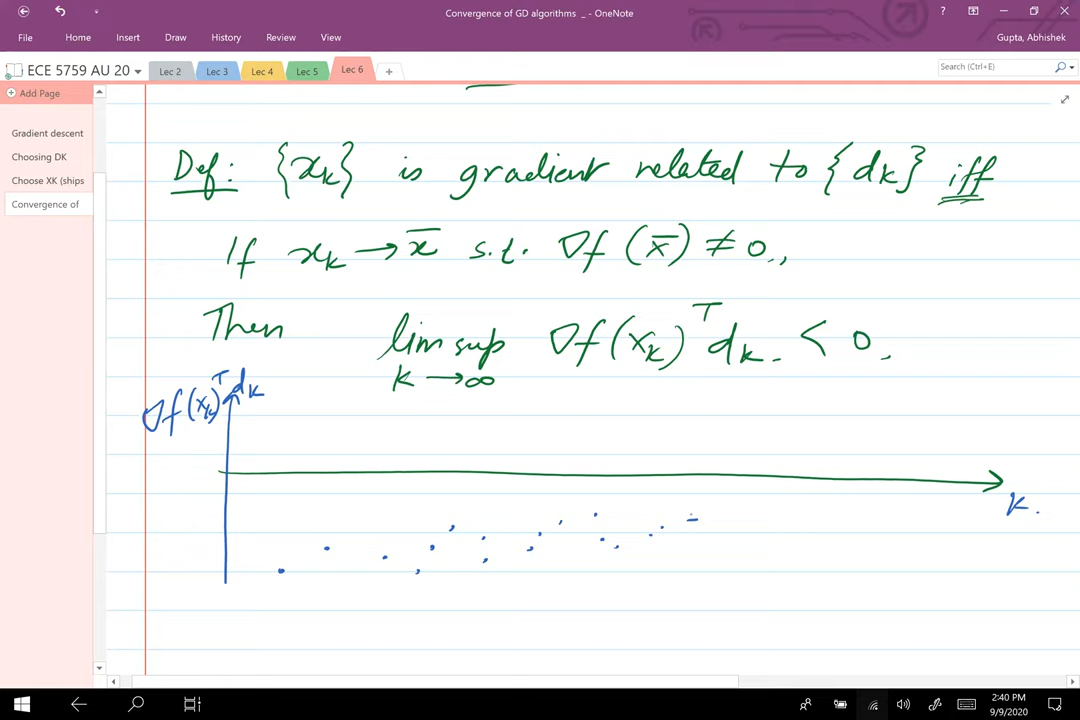 Convergence of GD algorithms _ - OneNote
File Home Insert Draw History Review View
Gupta, Abhishek
ECE 5759 AU 20
Lec 2 Lec 3 Lec 4 Lec 5 Lec 6
Search (Ctrl+E)
Add Page
Gradient descent
Choosing DK
Choose XK (ships
Convergence of
Def: {xₖ} is gradient related to {dₖ} iff
If xₖ → x̄ s.t. ∇f(x̄) ≠ 0.,
Then lim sup ∇f(xₖ)ᵀ dₖ. < 0.
k → ∞
∇f(xₖ)ᵀdₖ
k.
2:40 PM
9/9/2020